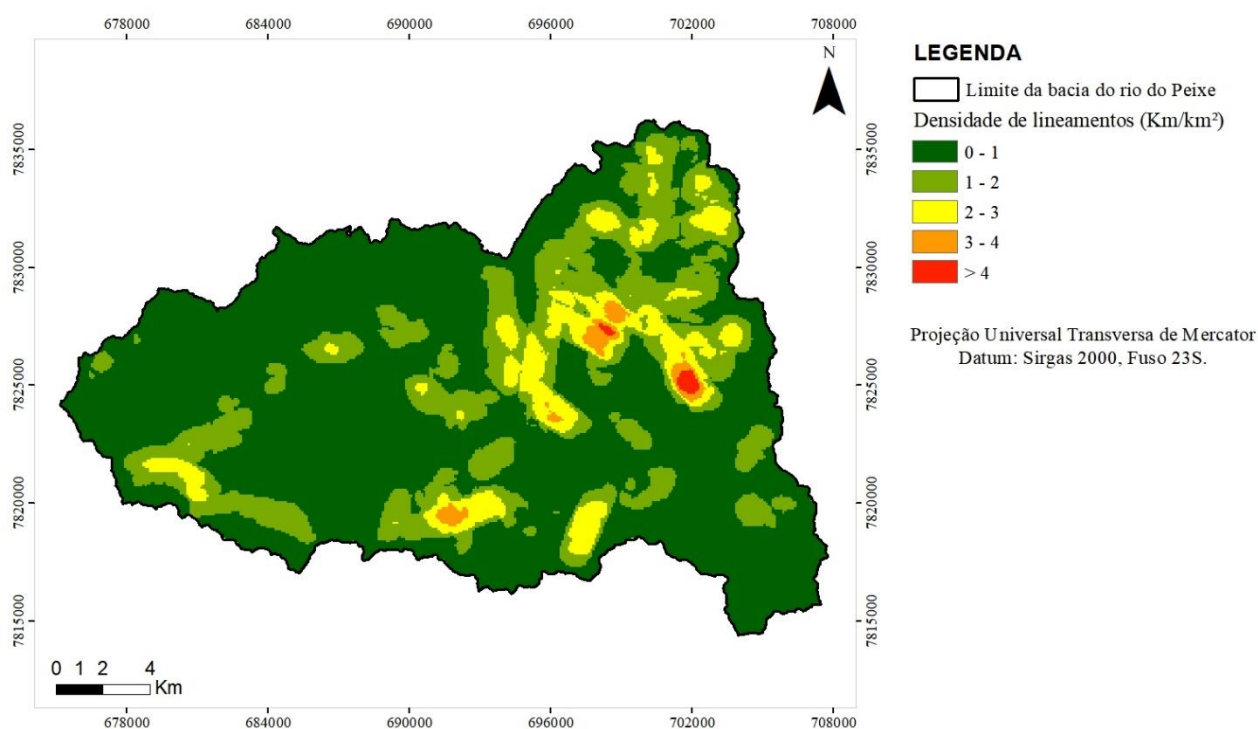 678000 684000 690000 696000 702000 708000
N
7835000 7835000
7830000 7830000
7825000 7825000
7820000 7820000
7815000 7815000
0 1 2 4
Km
678000 684000 690000 696000 702000 708000
LEGENDA
Limite da bacia do rio do Peixe
Densidade de lineamentos (Km/km²)
0 - 1
1 - 2
2 - 3
3 - 4
> 4
Projeção Universal Transversa de Mercator
Datum: Sirgas 2000, Fuso 23S.